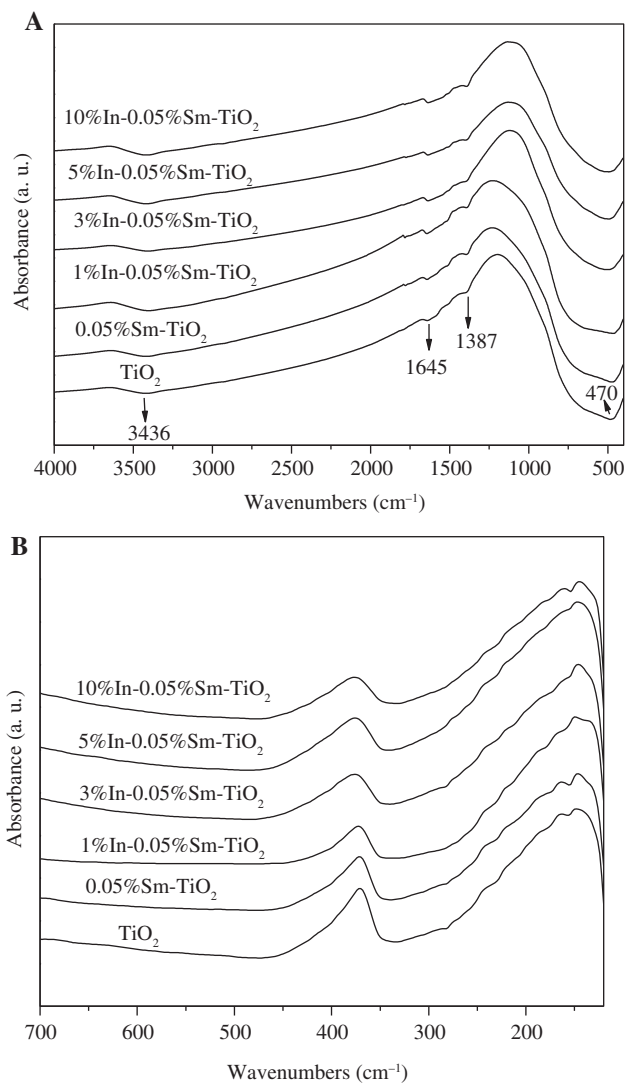 A
10%In-0.05%Sm-TiO₂
5%In-0.05%Sm-TiO₂
3%In-0.05%Sm-TiO₂
1%In-0.05%Sm-TiO₂
0.05%Sm-TiO₂
TiO₂
3436
1645
1387
470
Absorbance (a. u.)
4000 3500 3000 2500 2000 1500 1000 500
Wavenumbers (cm⁻¹)
B
10%In-0.05%Sm-TiO₂
5%In-0.05%Sm-TiO₂
3%In-0.05%Sm-TiO₂
1%In-0.05%Sm-TiO₂
0.05%Sm-TiO₂
TiO₂
Absorbance (a. u.)
700 600 500 400 300 200
Wavenumbers (cm⁻¹)